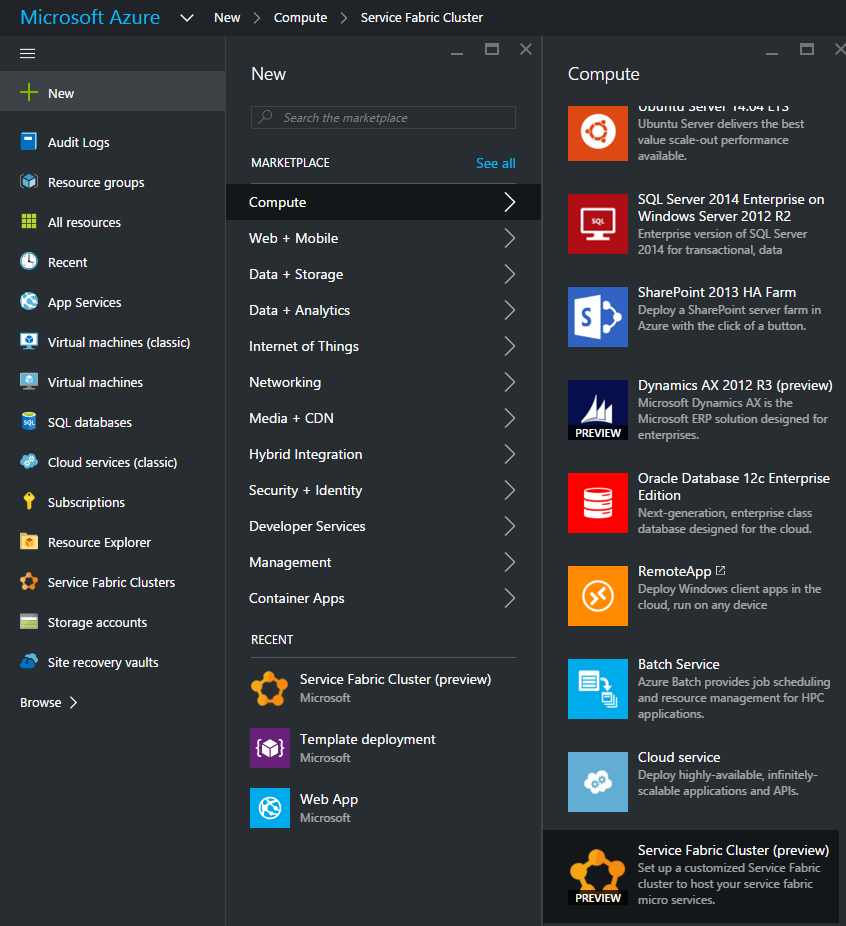 Microsoft Azure
New
Compute
Service Fabric Cluster
New
Audit Logs
Resource groups
All resources
Recent
App Services
Virtual machines (classic)
Virtual machines
SQL databases
Cloud services (classic)
Subscriptions
Resource Explorer
Service Fabric Clusters
Storage accounts
Site recovery vaults
Browse
New
Search the marketplace
MARKETPLACE
See all
Compute
Web + Mobile
Data + Storage
Data + Analytics
Internet of Things
Networking
Media + CDN
Hybrid Integration
Security + Identity
Developer Services
Management
Container Apps
RECENT
Service Fabric Cluster (preview)
Microsoft
Template deployment
Microsoft
Web App
Microsoft
Compute
Ubuntu Server 14.04 LTS
Ubuntu Server delivers the best
value scale-out performance
available.
SQL
SQL Server 2014 Enterprise on
Windows Server 2012 R2
Enterprise version of SQL Server
2014 for transactional, data
S
SharePoint 2013 HA Farm
Deploy a SharePoint server farm in
Azure with the click of a button.
PREVIEW
Dynamics AX 2012 R3 (preview)
Microsoft Dynamics AX is the
Microsoft ERP solution designed for
enterprises.
Oracle Database 12c Enterprise
Edition
Next-generation, enterprise class
database designed for the cloud.
RemoteApp
Deploy Windows client apps in the
cloud, run on any device
Batch Service
Azure Batch provides job scheduling
and resource management for HPC
applications.
Cloud service
Deploy highly-available, infinitely-
scalable applications and APIs.
PREVIEW
Service Fabric Cluster (preview)
Set up a customized Service Fabric
cluster to host your service fabric
micro services.